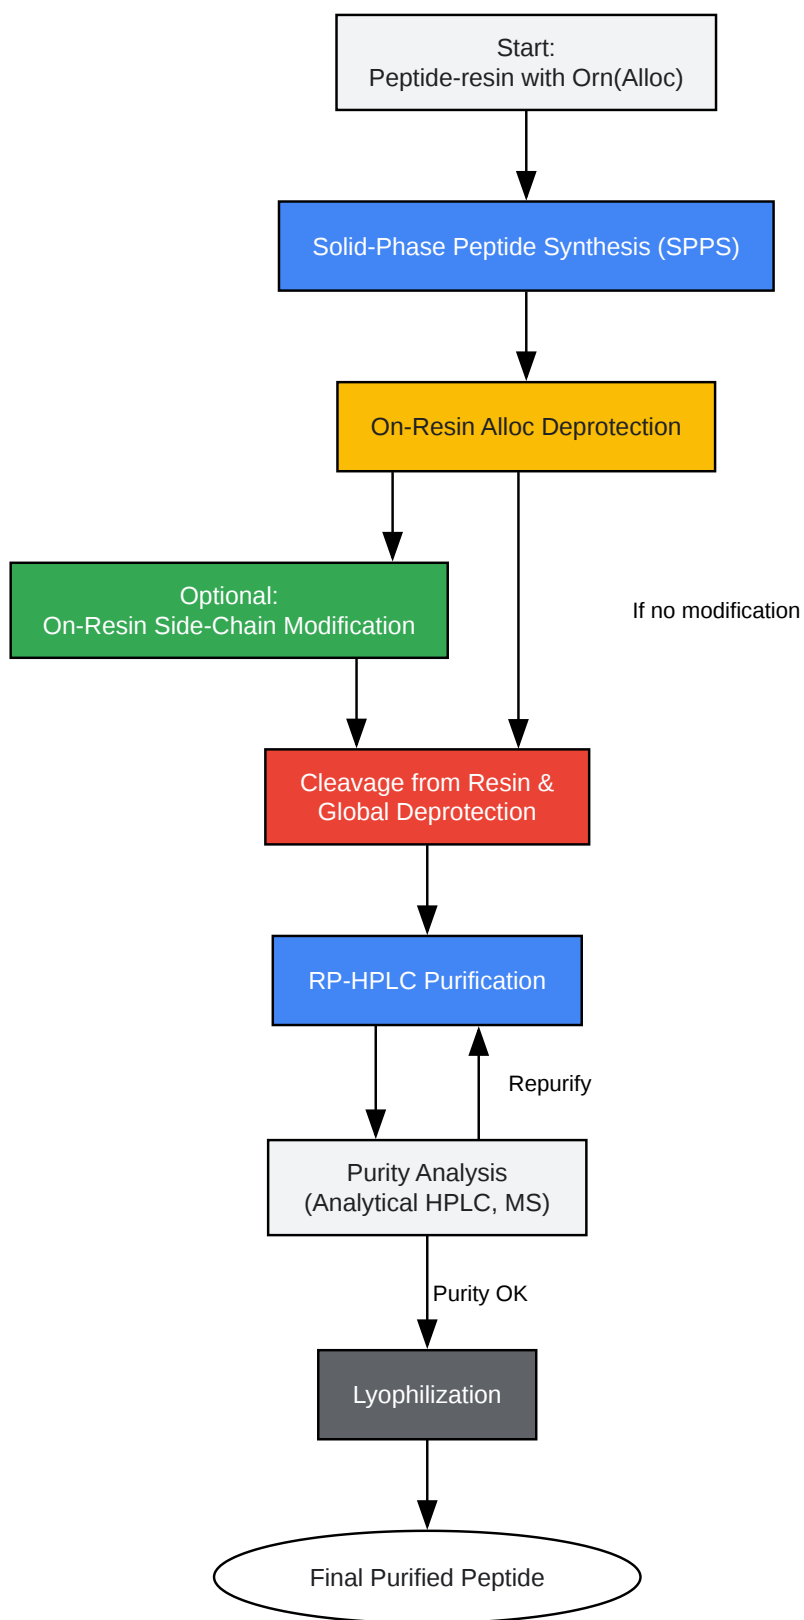 Start:
Peptide-resin with Orn(Alloc)
Solid-Phase Peptide Synthesis (SPPS)
On-Resin Alloc Deprotection
Optional:
On-Resin Side-Chain Modification
If no modification
Cleavage from Resin &
Global Deprotection
RP-HPLC Purification
Repurify
Purity Analysis
(Analytical HPLC, MS)
Purity OK
Lyophilization
Final Purified Peptide